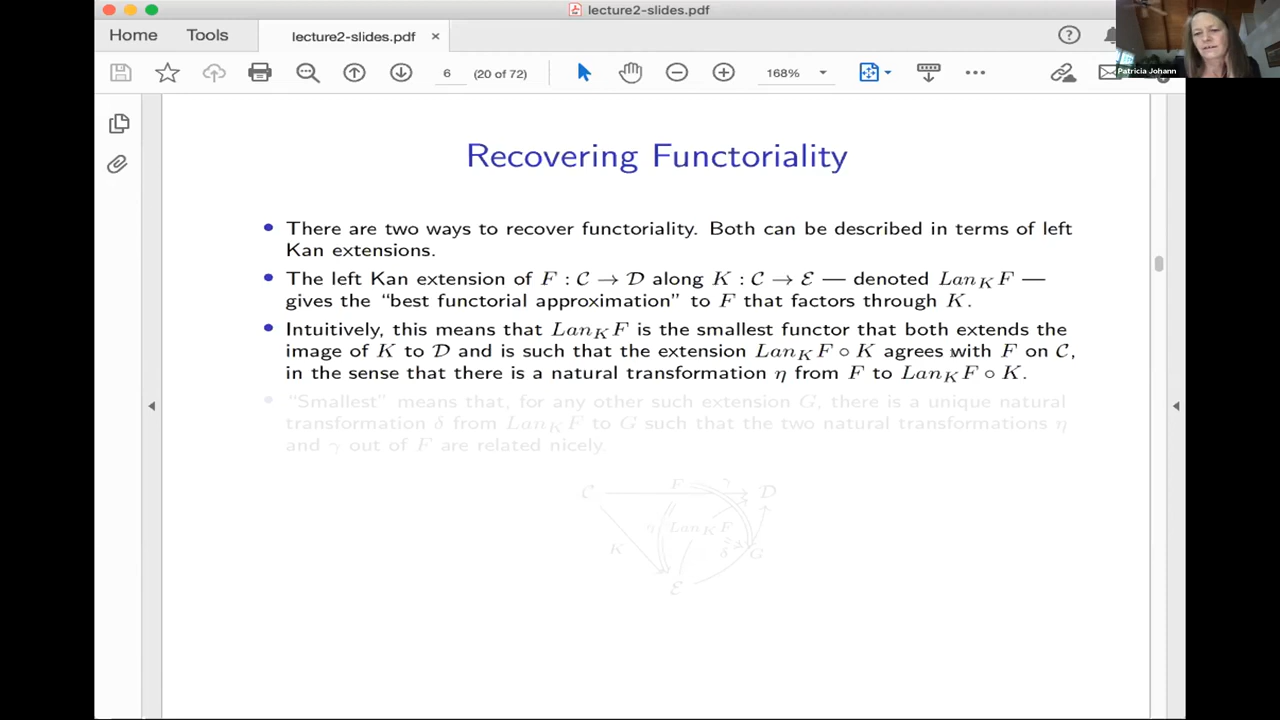 lecture2-slides.pdf
Home Tools lecture2-slides.pdf ×
6 (20 of 72) 168%
Patricia Johann
Recovering Functoriality
• There are two ways to recover functoriality. Both can be described in terms of left
Kan extensions.
• The left Kan extension of F : C → D along K : C → E — denoted Lan_K F —
gives the “best functorial approximation” to F that factors through K.
• Intuitively, this means that Lan_K F is the smallest functor that both extends the
image of K to D and is such that the extension Lan_K F ∘ K agrees with F on C,
in the sense that there is a natural transformation η from F to Lan_K F ∘ K.
• “Smallest” means that, for any other such extension G, there is a unique natural
transformation δ from Lan_K F to G such that the two natural transformations η
and γ out of F are related nicely.
C F γ D
η Lan_K F
K δ G
E